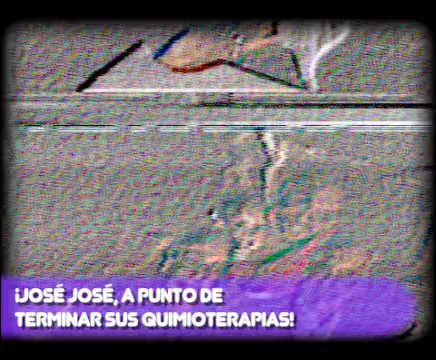 ¡JOSÉ JOSÉ, A PUNTO DE
TERMINAR SUS QUIMIOTERAPIAS!